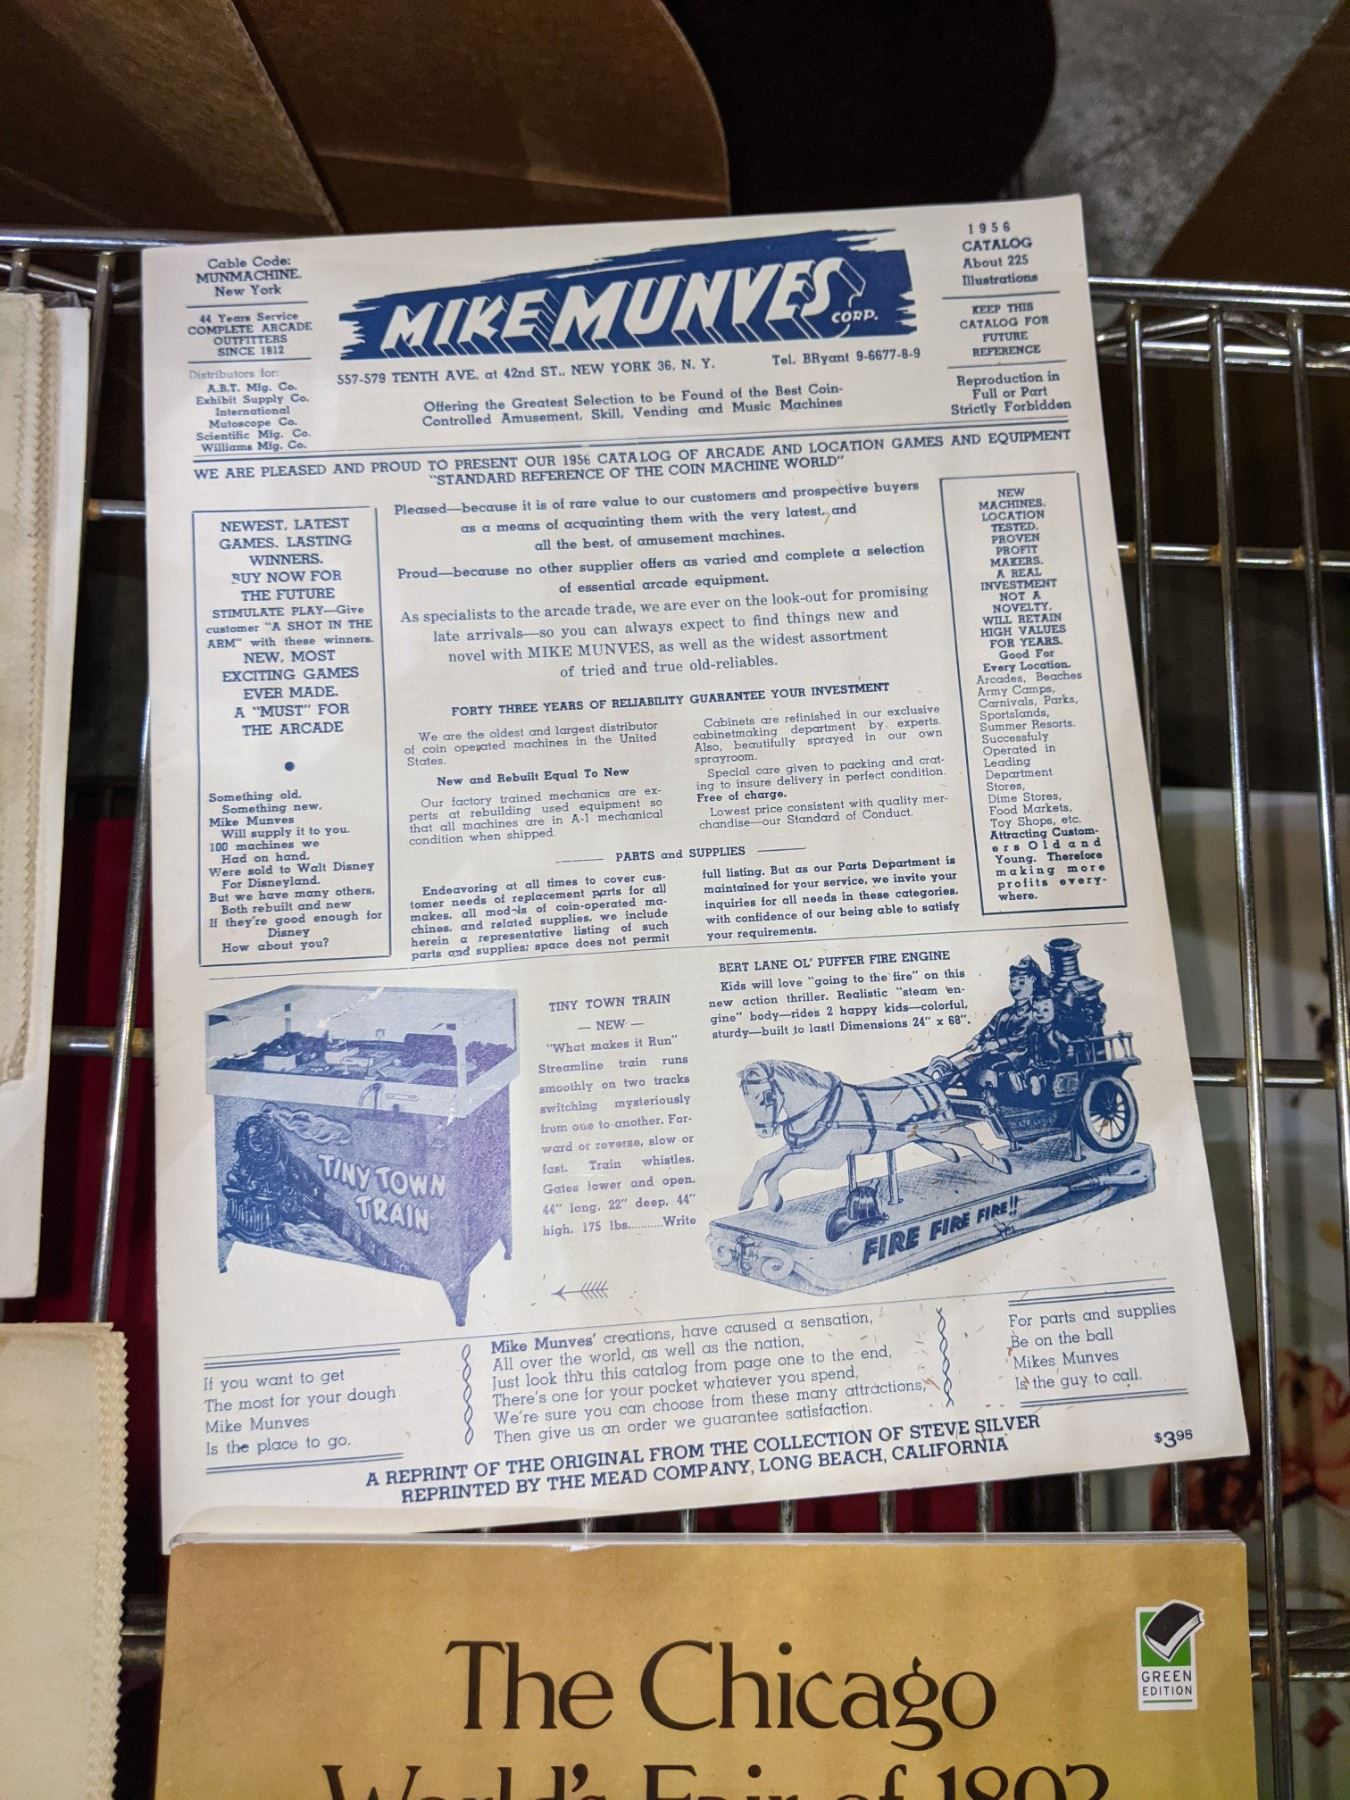 Cable Code:
MUNMACHINE,
New York
44 Years Service
COMPLETE ARCADE
OUTFITTERS
SINCE 1912
Distributors for:
A.B.T. Mfg. Co.
Exhibit Supply Co.
International
Mutoscope Co.
Scientific Mfg. Co.
Williams Mfg. Co.
MIKE MUNVES CORP.
557-579 TENTH AVE. at 42nd ST., NEW YORK 36, N. Y.
Tel. BRyant 9-6677-8-9
Offering the Greatest Selection to be Found of the Best Coin-
Controlled Amusement, Skill, Vending and Music Machines
1956
CATALOG
About 225
Illustrations
KEEP THIS
CATALOG FOR
FUTURE
REFERENCE
Reproduction in
Full or Part
Strictly Forbidden
WE ARE PLEASED AND PROUD TO PRESENT OUR 1956 CATALOG OF ARCADE AND LOCATION GAMES AND EQUIPMENT
"STANDARD REFERENCE OF THE COIN MACHINE WORLD"
NEWEST, LATEST
GAMES. LASTING
WINNERS.
BUY NOW FOR
THE FUTURE
STIMULATE PLAY—Give
customer "A SHOT IN THE
ARM" with these winners.
NEW, MOST
EXCITING GAMES
EVER MADE.
A "MUST" FOR
THE ARCADE
Something old,
Something new,
Mike Munves
Will supply it to you.
100 machines we
Had on hand,
Were sold to Walt Disney
For Disneyland.
But we have many others,
Both rebuilt and new
If they're good enough for
Disney
How about you?
Pleased—because it is of rare value to our customers and prospective buyers
as a means of acquainting them with the very latest, and
all the best, of amusement machines.
Proud—because no other supplier offers as varied and complete a selection
of essential arcade equipment.
As specialists to the arcade trade, we are ever on the look-out for promising
late arrivals—so you can always expect to find things new and
novel with MIKE MUNVES, as well as the widest assortment
of tried and true old-reliables.
FORTY THREE YEARS OF RELIABILITY GUARANTEE YOUR INVESTMENT
We are the oldest and largest distributor
of coin operated machines in the United
States.
New and Rebuilt Equal To New
Our factory trained mechanics are ex-
perts at rebuilding used equipment so
that all machines are in A-1 mechanical
condition when shipped.
Cabinets are refinished in our exclusive
cabinetmaking department by experts.
Also, beautifully sprayed in our own
sprayroom.
Special care given to packing and crat-
ing to insure delivery in perfect condition.
Free of charge.
Lowest price consistent with quality mer-
chandise—our Standard of Conduct.
PARTS and SUPPLIES
Endeavoring at all times to cover cus-
tomer needs of replacement parts for all
makes, all models of coin-operated ma-
chines, and related supplies, we include
herein a representative listing of such
parts and supplies; space does not permit
full listing. But as our Parts Department is
maintained for your service, we invite your
inquiries for all needs in these categories,
with confidence of our being able to satisfy
your requirements.
NEW
MACHINES,
LOCATION
TESTED,
PROVEN
PROFIT
MAKERS.
A REAL
INVESTMENT
NOT A
NOVELTY.
WILL RETAIN
HIGH VALUES
FOR YEARS.
Good For
Every Location.
Arcades, Beaches
Army Camps,
Carnivals, Parks,
Sportslands,
Summer Resorts.
Successfuly
Operated in
Leading
Department
Stores,
Dime Stores,
Food Markets,
Toy Shops, etc.
Attracting Custom-
ers Old and
Young. Therefore
making more
profits every-
where.
TINY TOWN TRAIN
TINY TOWN TRAIN
— NEW —
"What makes it Run"
Streamline train runs
smoothly on two tracks
switching mysteriously
from one to another. For-
ward or reverse, slow or
fast. Train whistles.
Gates lower and open.
44" long, 22" deep, 44"
high. 175 lbs..........Write
BERT LANE OL' PUFFER FIRE ENGINE
Kids will love "going to the fire" on this
new action thriller. Realistic "steam en-
gine" body—rides 2 happy kids—colorful,
sturdy—built to last! Dimensions 24" x 68".
FIRE FIRE FIRE!!
If you want to get
The most for your dough
Mike Munves
Is the place to go.
Mike Munves' creations, have caused a sensation,
All over the world, as well as the nation,
Just look thru this catalog from page one to the end,
There's one for your pocket whatever you spend,
We're sure you can choose from these many attractions,
Then give us an order we guarantee satisfaction.
For parts and supplies
Be on the ball
Mikes Munves
Is the guy to call.
A REPRINT OF THE ORIGINAL FROM THE COLLECTION OF STEVE SILVER
REPRINTED BY THE MEAD COMPANY, LONG BEACH, CALIFORNIA
$3.95
GREEN
EDITION
The Chicago
World's Fair of 1893